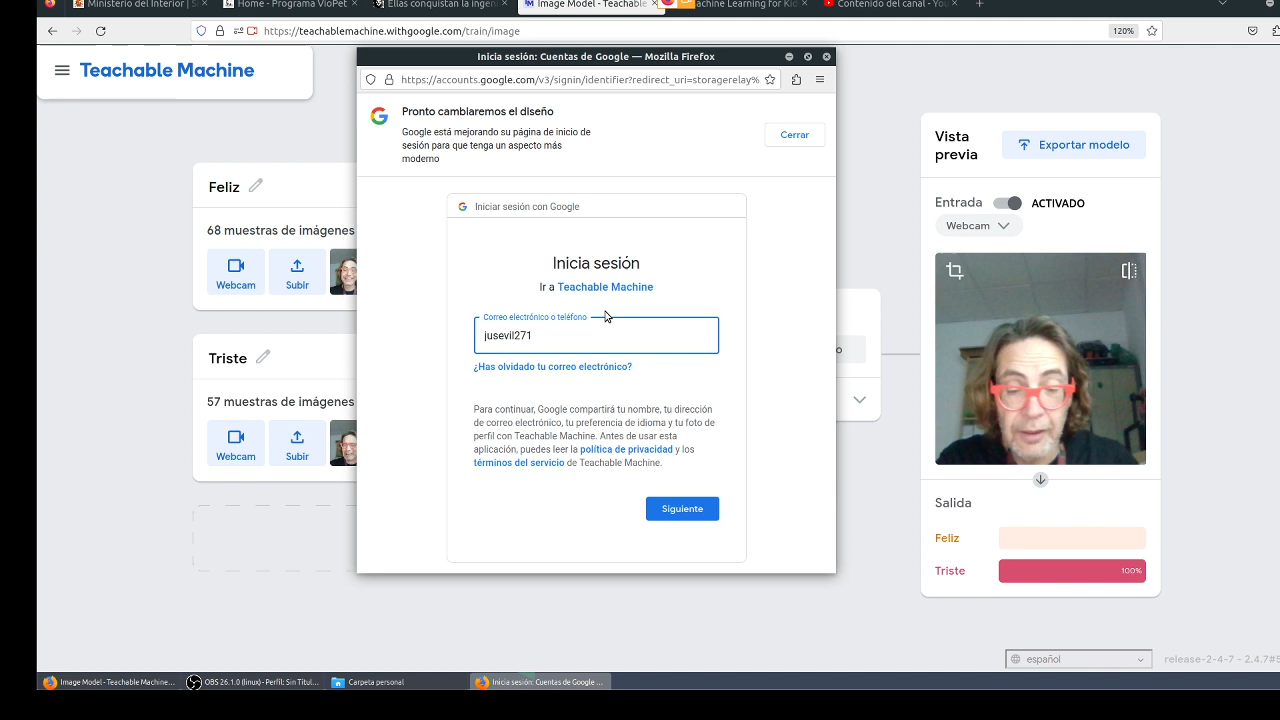 Ministerio del Interior | Si
Home - Programa VioPet
Ellas conquistan la ingeni
Image Model - Teachable
achine Learning for Kid
Contenido del canal - You
https://teachablemachine.withgoogle.com/train/image
120%
Teachable Machine
Inicia sesión: Cuentas de Google — Mozilla Firefox
https://accounts.google.com/v3/signin/identifier?redirect_uri=storagerelay%
Pronto cambiaremos el diseño
Google está mejorando su página de inicio de
sesión para que tenga un aspecto más
moderno
Cerrar
Iniciar sesión con Google
Inicia sesión
Ir a Teachable Machine
Correo electrónico o teléfono
jusevil271
¿Has olvidado tu correo electrónico?
Para continuar, Google compartirá tu nombre, tu dirección
de correo electrónico, tu preferencia de idioma y tu foto de
perfil con Teachable Machine. Antes de usar esta
aplicación, puedes leer la política de privacidad y los
términos del servicio de Teachable Machine.
Siguiente
Feliz
68 muestras de imágenes
Webcam
Subir
Triste
57 muestras de imágenes
Webcam
Subir
o
Vista
previa
Exportar modelo
Entrada
ACTIVADO
Webcam
Salida
Feliz
Triste
100%
español
release-2-4-7 - 2.4.7#5
Image Model - Teachable Machine...
OBS 26.1.0 (linux) - Perfil: Sin Títul...
Carpeta personal
Inicia sesión: Cuentas de Google ...